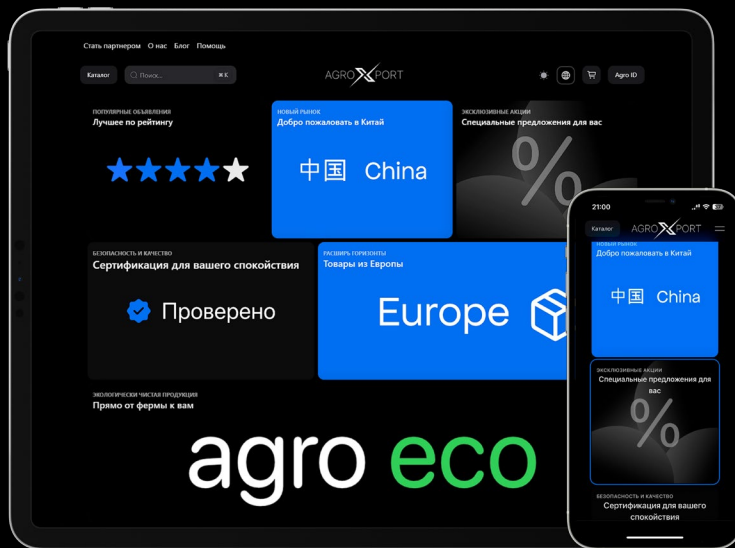 Стать партнером О нас Блог Помощь
Каталог Поиск... ⌘ K AGRO X PORT Agro ID
ПОПУЛЯРНЫЕ ОБЪЯВЛЕНИЯ
Лучшее по рейтингу
НОВЫЙ РЫНОК
Добро пожаловать в Китай
中国 China
ЭКСКЛЮЗИВНЫЕ АКЦИИ
Специальные предложения для вас
%
БЕЗОПАСНОСТЬ И КАЧЕСТВО
Сертификация для вашего спокойствия
Проверено
РАСШИРЬ ГОРИЗОНТЫ
Товары из Европы
Europe
ЭКОЛОГИЧЕСКИ ЧИСТАЯ ПРОДУКЦИЯ
Прямо от фермы к вам
agro eco
21:00
Каталог AGRO X PORT
НОВЫЙ РЫНОК
Добро пожаловать в Китай
中国 China
ЭКСКЛЮЗИВНЫЕ АКЦИИ
Специальные предложения для
вас
%
БЕЗОПАСНОСТЬ И КАЧЕСТВО
Сертификация для вашего
спокойствия